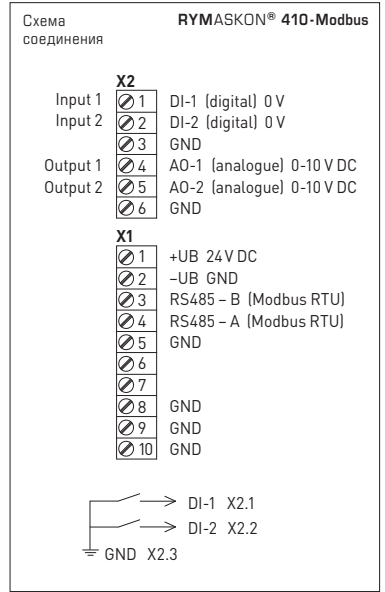 Схема соединения
RYMASKON® 410-Modbus
X2
Input 1 1 DI-1 (digital) 0 V
Input 2 2 DI-2 (digital) 0 V
3 GND
Output 1 4 AO-1 (analogue) 0-10 V DC
Output 2 5 AO-2 (analogue) 0-10 V DC
6 GND
X1
1 +UB 24V DC
2 –UB GND
3 RS485 – B (Modbus RTU)
4 RS485 – A (Modbus RTU)
5 GND
6
7
8 GND
9 GND
10 GND
DI-1 X2.1
DI-2 X2.2
GND X2.3